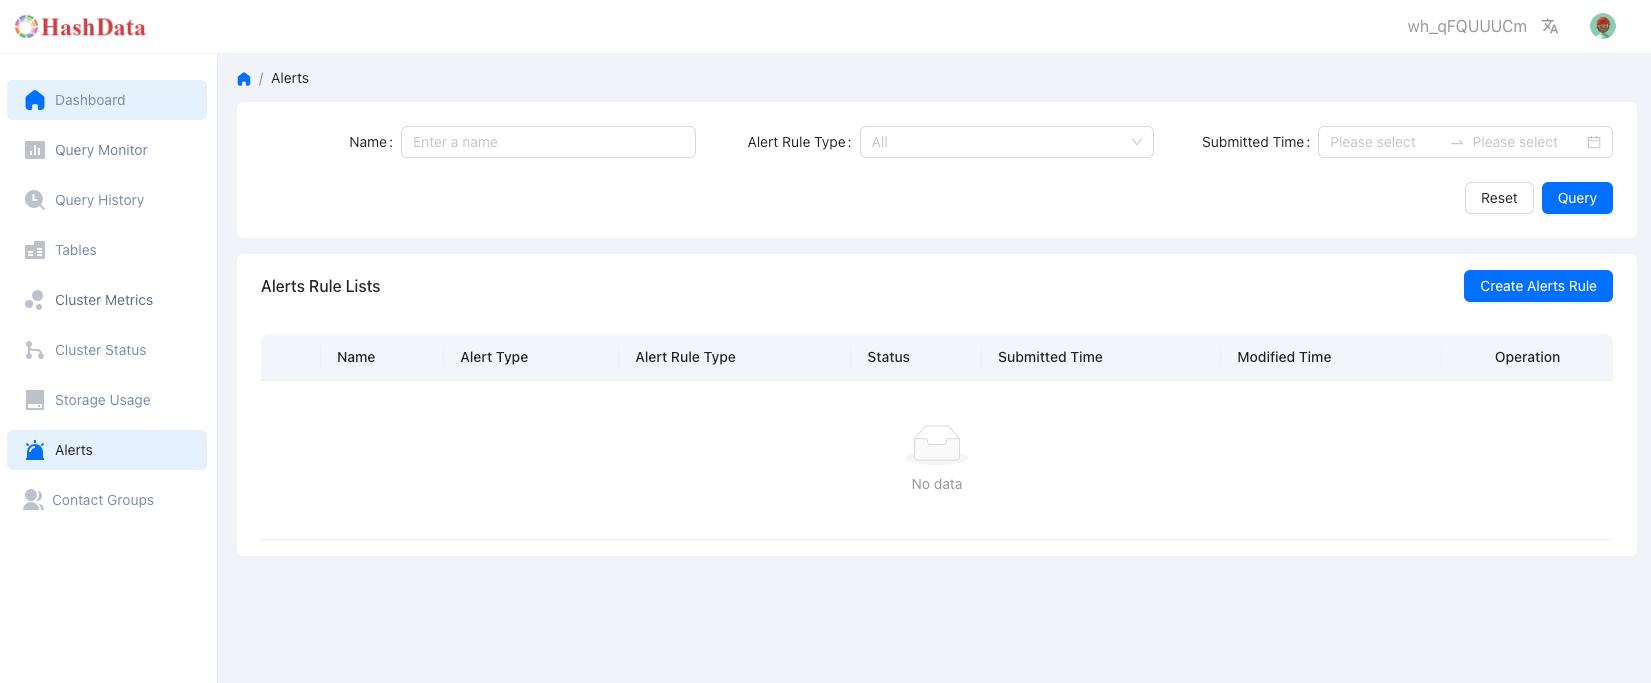 HashData
wh_qFQUUUCm
Dashboard
Query Monitor
Query History
Tables
Cluster Metrics
Cluster Status
Storage Usage
Alerts
Contact Groups
/ Alerts
Name: Enter a name
Alert Rule Type: All
Submitted Time: Please select → Please select
Reset Query
Alerts Rule Lists
Create Alerts Rule
Name Alert Type Alert Rule Type Status Submitted Time Modified Time Operation
No data